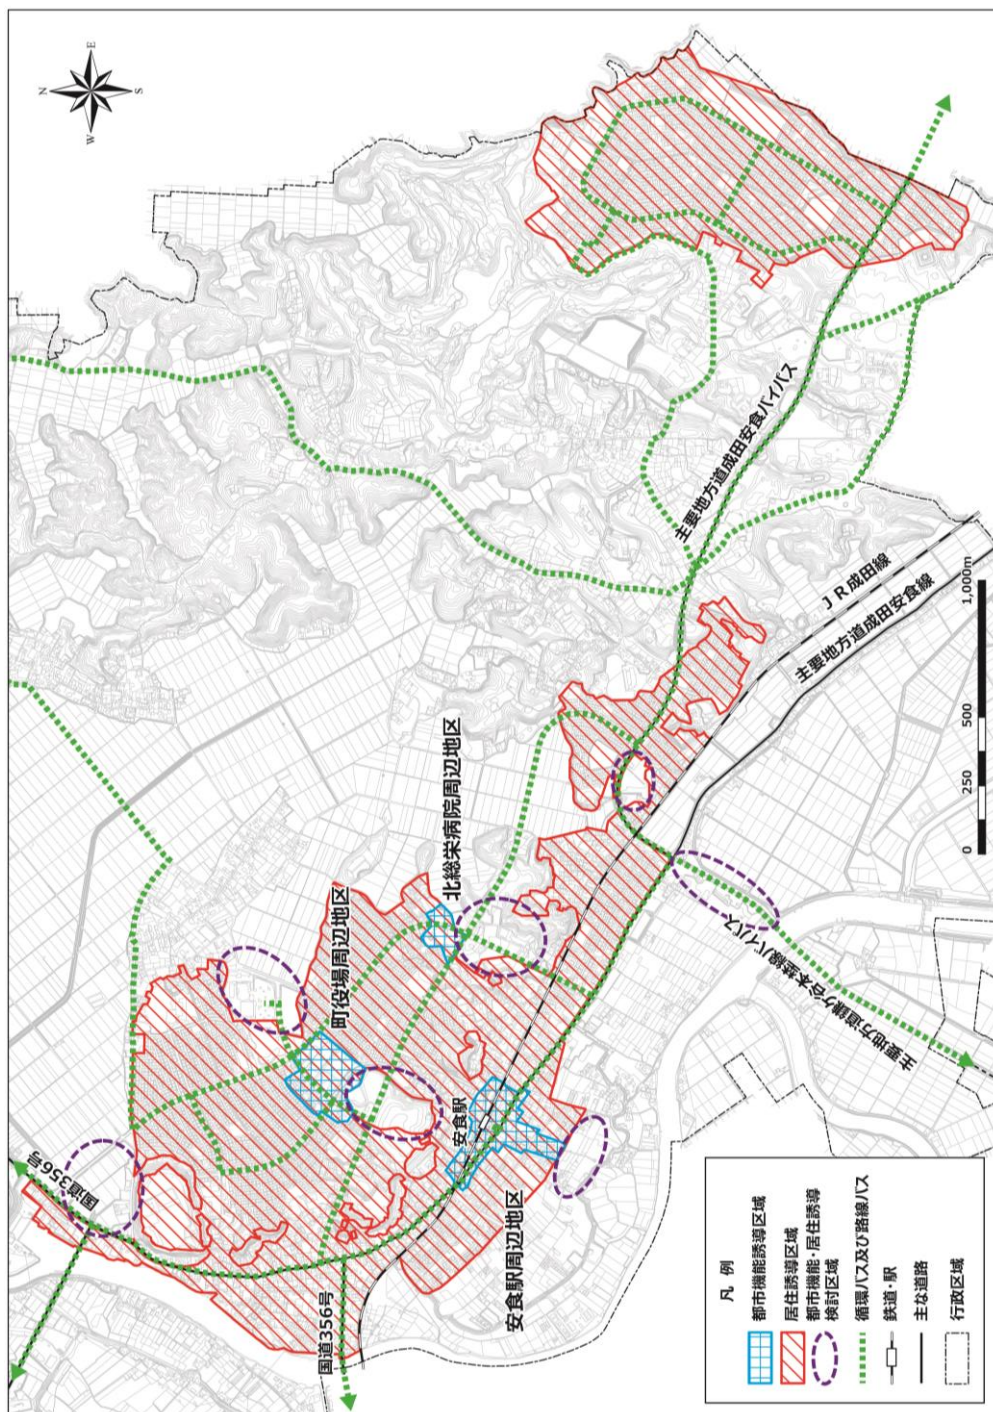 N
E
S
W
国道356号
国道356号
町役場周辺地区
北総栄病院周辺地区
安食駅
安食駅周辺地区
主要地方道成田安食バイパス
JR成田線
主要地方道成田安食線
主要地方道鎌ケ谷本埜線バイパス
0
250
500
1,000m
凡例
都市機能誘導区域
居住誘導区域
都市機能・居住誘導
検討区域
循環バス及び路線バス
鉄道・駅
主な道路
行政区域